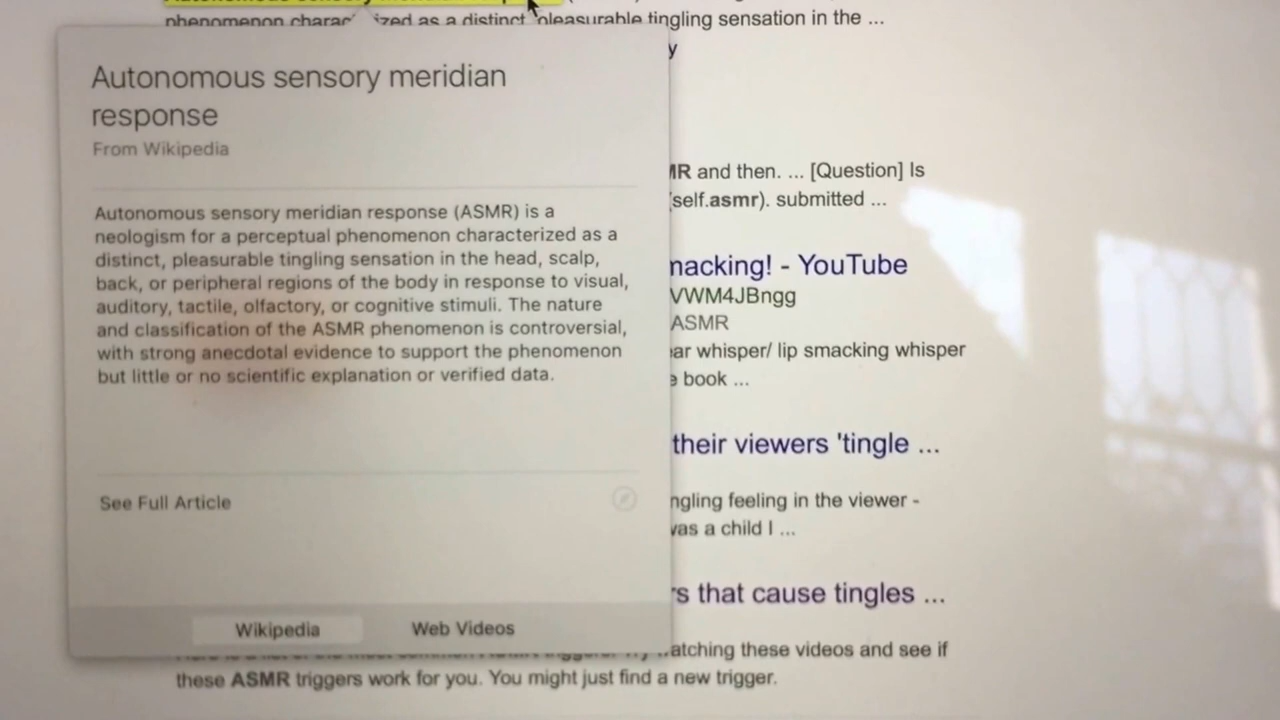 phenomenon charac ized as a distinct, pleasurable tingling sensation in the ...
y
Autonomous sensory meridian
response
From Wikipedia
Autonomous sensory meridian response (ASMR) is a
neologism for a perceptual phenomenon characterized as a
distinct, pleasurable tingling sensation in the head, scalp,
back, or peripheral regions of the body in response to visual,
auditory, tactile, olfactory, or cognitive stimuli. The nature
and classification of the ASMR phenomenon is controversial,
with strong anecdotal evidence to support the phenomenon
but little or no scientific explanation or verified data.
See Full Article
Wikipedia
Web Videos
MR and then. ... [Question] Is
self.asmr). submitted ...
macking! - YouTube
VWM4JBngg
ASMR
ar whisper/ lip smacking whisper
e book ...
their viewers 'tingle ...
ngling feeling in the viewer -
was a child I ...
rs that cause tingles ...
atching these videos and see if
these ASMR triggers work for you. You might just find a new trigger.